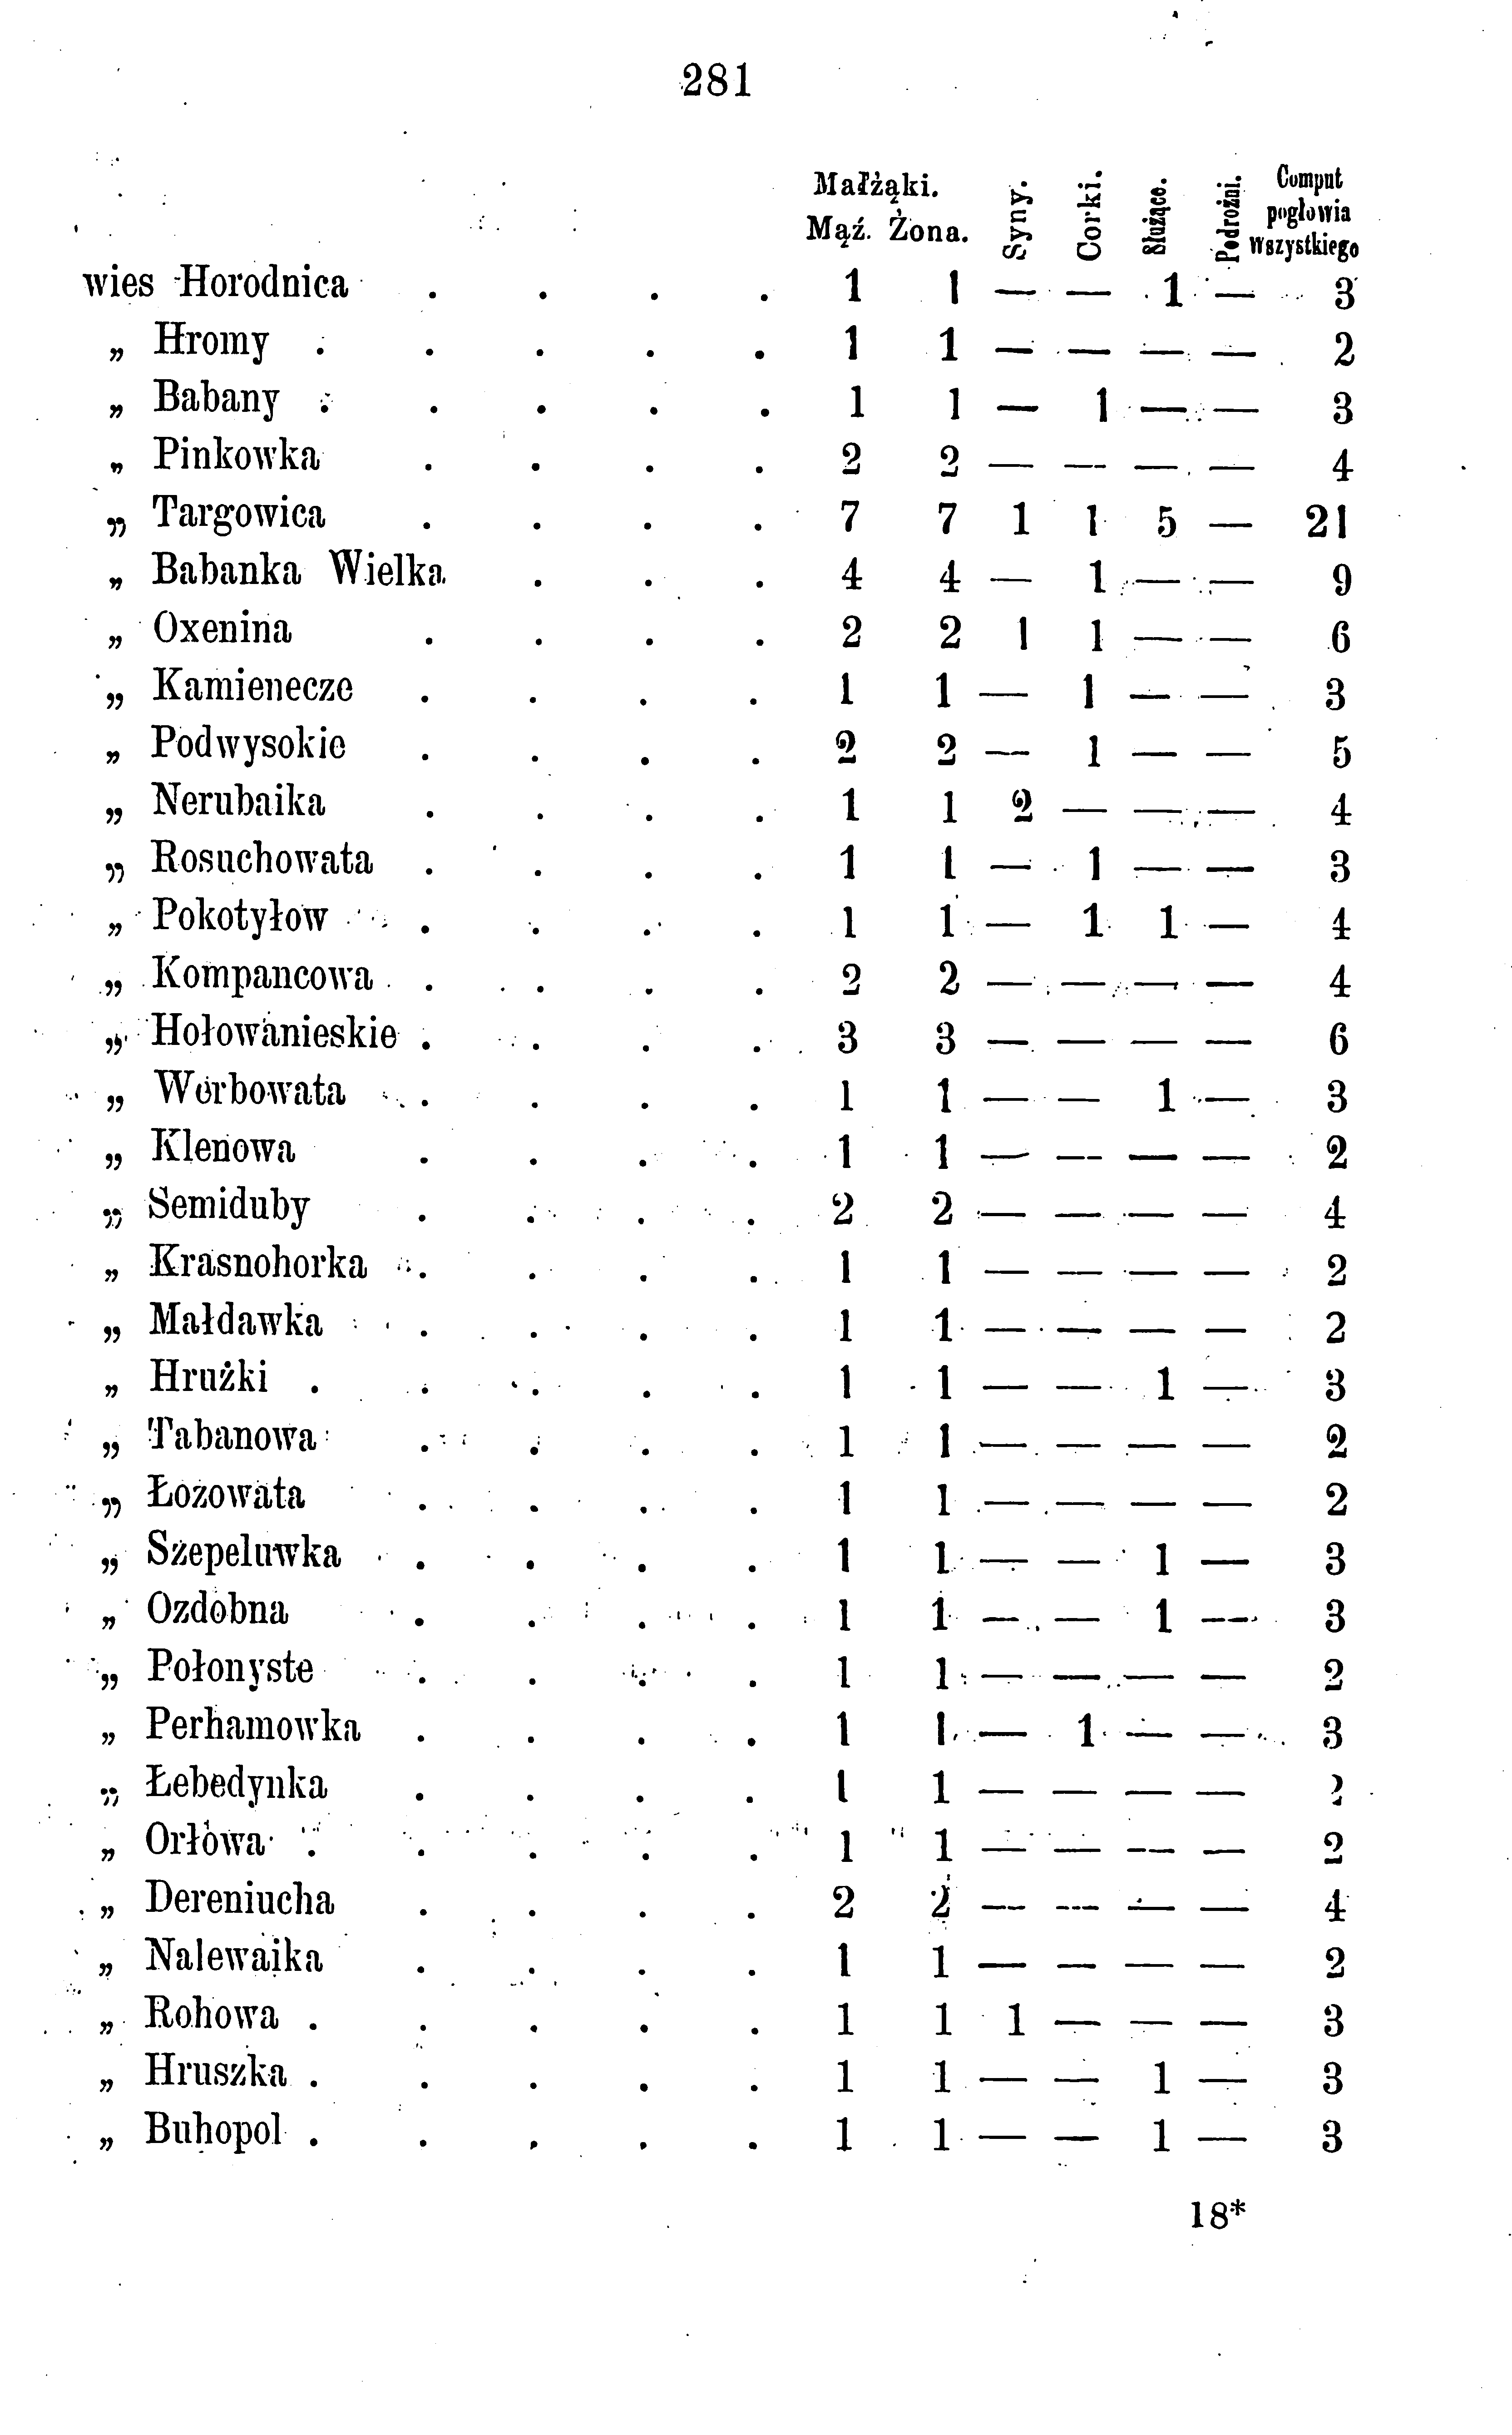 281
Małżąki. Syny. Corki. Służące. Podrożni. Comput
Mąż. Żona. pogłowia
Wszystkiego
wies Horodnica . . . . 1 1 — — 1 — 3
„ Hromy . . . . . 1 1 — — — — 2
„ Babany . . . . . 1 1 — 1 — — 3
„ Pinkowka . . . . 2 2 — — — — 4
„ Targowica . . . . 7 7 1 1 5 — 21
„ Babanka Wielka . . . 4 4 — 1 — — 9
„ Oxenina . . . . 2 2 1 1 — — 6
„ Kamienecze . . . . 1 1 — 1 — — 3
„ Podwysokie . . . . 2 2 — 1 — — 5
„ Nerubaika . . . . 1 1 2 — — — 4
„ Rosuchowata . . . . 1 1 — 1 — — 3
„ Pokotyłow . . . . 1 1 — 1 1 — 4
„ Kompancowa . . . . 2 2 — — — — 4
„ Hołowanieskie . . . . 3 3 — — — — 6
„ Worbowata . . . . 1 1 — — 1 — 3
„ Klenowa . . . . 1 1 — — — — 2
„ Semiduby . . . . 2 2 — — — — 4
„ Krasnohorka . . . . 1 1 — — — — 2
„ Małdawka . . . . 1 1 — — — — 2
„ Hrużki . . . . . 1 1 — — 1 — 3
„ Tabanowa . . . . 1 1 — — — — 2
„ Łozowata . . . . 1 1 — — — — 2
„ Szepeluwka . . . . 1 1 — — 1 — 3
„ Ozdobna . . . . 1 1 — — 1 — 3
„ Połonyste . . . . 1 1 — — — — 2
„ Perhamowka . . . . 1 1 — 1 — — 3
„ Łebedynka . . . . 1 1 — — — — 2
„ Orłowa . . . . . 1 1 — — — — 2
„ Dereniucha . . . . 2 2 — — — — 4
„ Nalewaika . . . . 1 1 — — — — 2
„ Rohowa . . . . . 1 1 1 — — — 3
„ Hruszka . . . . . 1 1 — — 1 — 3
„ Buhopol . . . . . 1 1 — — 1 — 3
18*